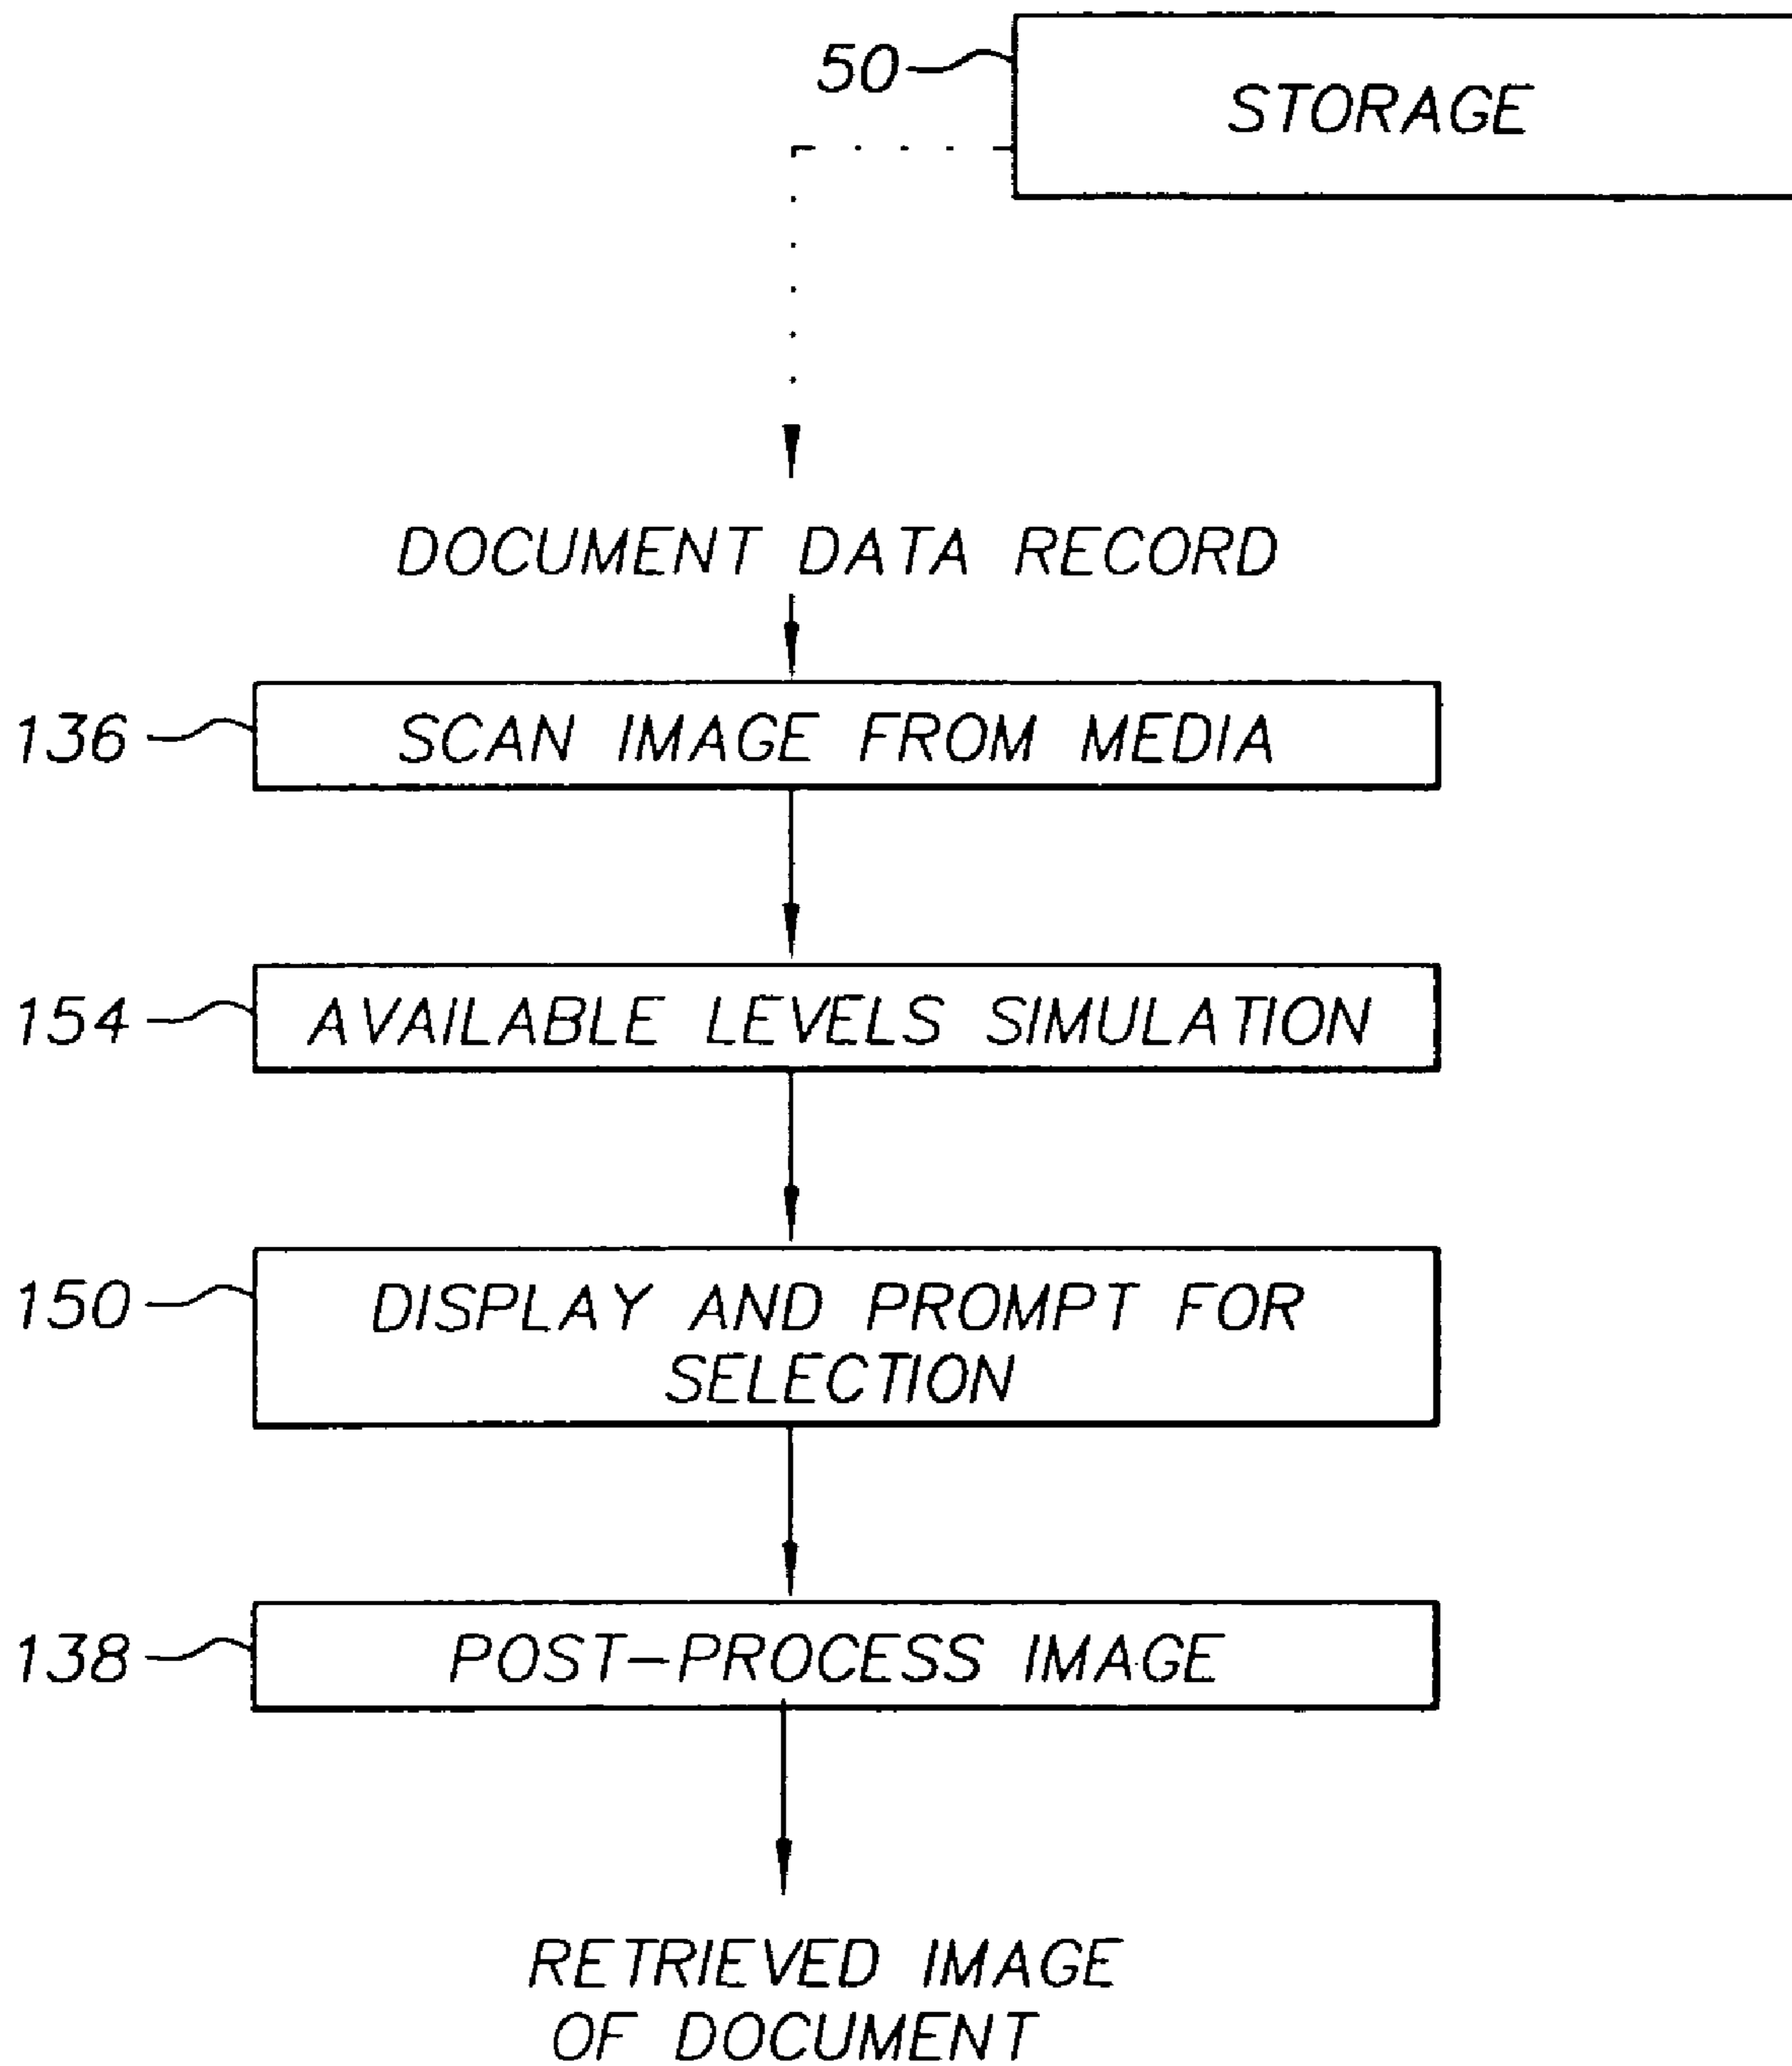 50
STORAGE
DOCUMENT DATA RECORD
136
SCAN IMAGE FROM MEDIA
154
AVAILABLE LEVELS SIMULATION
150
DISPLAY AND PROMPT FOR
SELECTION
138
POST-PROCESS IMAGE
RETRIEVED IMAGE
OF DOCUMENT